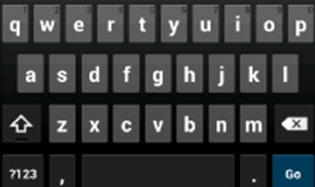 q w e r t y u i o p
a s d f g h j k l
z x c v b n m
?123 , . Go